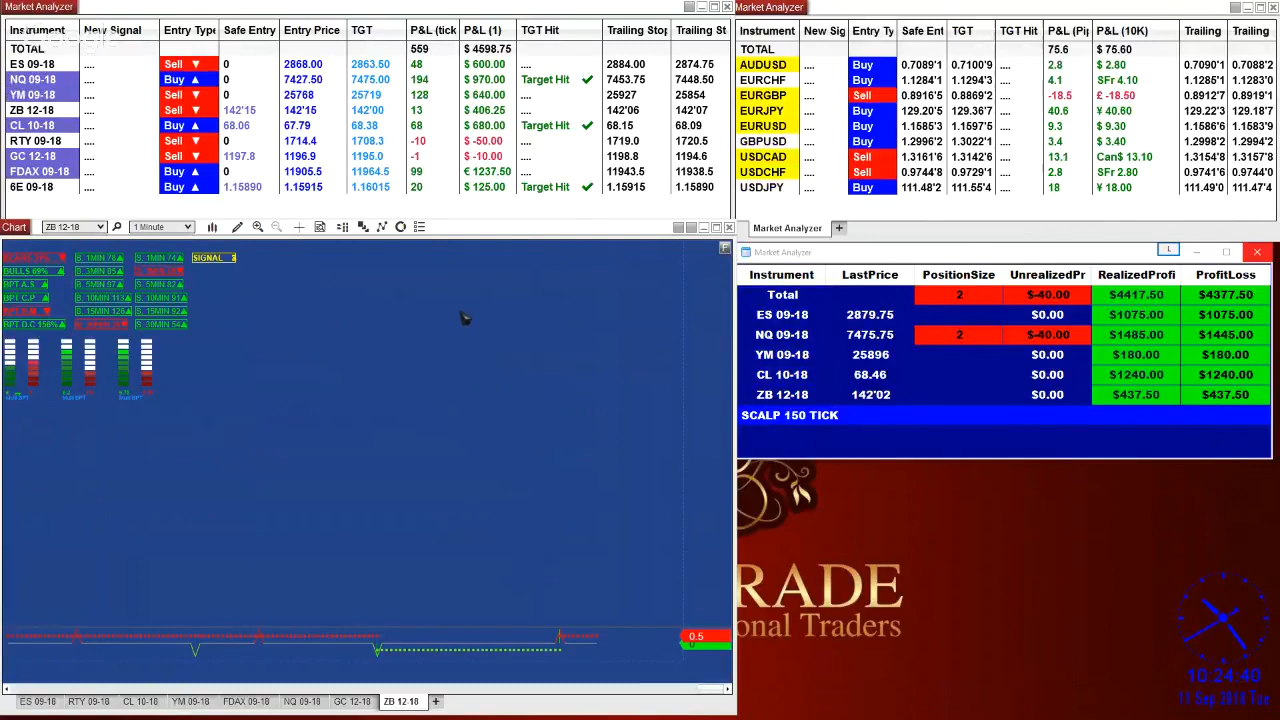 Market Analyzer
Instrument New Signal Entry Type Safe Entry Entry Price TGT P&L (tick P&L (1) TGT Hit Trailing Stop Trailing St
TOTAL 559 $ 4598.75
ES 09-18 .... Sell ▼ 0 2868.00 2863.50 48 $ 600.00 .... 2884.00 2874.75
NQ 09-18 .... Buy ▲ 0 7427.50 7475.00 194 $ 970.00 Target Hit ✔ 7453.75 7448.50
YM 09-18 .... Sell ▼ 0 25768 25719 128 $ 640.00 .... 25927 25854
ZB 12-18 .... Sell ▼ 142'15 142'15 142'00 13 $ 406.25 .... 142'06 142'07
CL 10-18 .... Buy ▲ 68.06 67.79 68.38 68 $ 680.00 Target Hit ✔ 68.15 68.09
RTY 09-18 .... Sell ▼ 0 1714.4 1708.3 -10 $ -50.00 .... 1719.0 1720.5
GC 12-18 .... Sell ▼ 1197.8 1196.9 1195.0 -1 $ -10.00 .... 1198.8 1194.6
FDAX 09-18 .... Buy ▲ 0 11905.5 11964.5 99 € 1237.50 .... 11943.5 11938.5
6E 09-18 .... Buy ▲ 1.15890 1.15915 1.16015 20 $ 125.00 Target Hit ✔ 1.15915 1.15890
Market Analyzer
Instrument New Sig Entry Ty Safe Ent TGT TGT Hit P&L (Pi P&L (10K) Trailing Trailing
TOTAL 75.6 $ 75.60
AUDUSD .... Buy 0.7089'1 0.7100'9 .... 2.8 $ 2.80 0.7090'1 0.7088'2
EURCHF .... Buy 1.1284'1 1.1294'3 .... 4.1 SFr 4.10 1.1285'1 1.1283'0
EURGBP .... Sell 0.8916'5 0.8869'2 .... -18.5 £ -18.50 0.8912'7 0.8919'1
EURJPY .... Buy 129.20'5 129.36'7 .... 40.6 ¥ 40.60 129.22'3 129.18'7
EURUSD .... Buy 1.1585'3 1.1597'5 .... 9.3 $ 9.30 1.1586'6 1.1583'9
GBPUSD .... Buy 1.2996'2 1.3022'1 .... 3.4 $ 3.40 1.2998'2 1.2994'2
USDCAD .... Sell 1.3161'6 1.3142'6 .... 13.1 Can$ 13.10 1.3154'8 1.3157'8
USDCHF .... Sell 0.9744'8 0.9729'1 .... 2.8 SFr 2.80 0.9741'6 0.9744'0
USDJPY .... Buy 111.48'2 111.55'4 .... 18 ¥ 18.00 111.49'0 111.47'4
Market Analyzer +
Chart ZB 12-18 1 Minute
F
BULLS 69%
BPT A.S
BPT C.P
BPT D.C 156%
SIGNAL
0.5
0
ES 09-18 RTY 09-18 CL 10-18 YM 09-18 FDAX 09-18 NQ 09-18 GC 12-18 ZB 12-18 +
Market Analyzer L
Instrument LastPrice PositionSize UnrealizedPr RealizedProfi ProfitLoss
Total 2 $-40.00 $4417.50 $4377.50
ES 09-18 2879.75 $0.00 $1075.00 $1075.00
NQ 09-18 7475.75 2 $-40.00 $1485.00 $1445.00
YM 09-18 25896 $0.00 $180.00 $180.00
CL 10-18 68.46 $0.00 $1240.00 $1240.00
ZB 12-18 142'02 $0.00 $437.50 $437.50
SCALP 150 TICK
RADE
onal Traders
10:24:40
11 Sep 2018 Tue